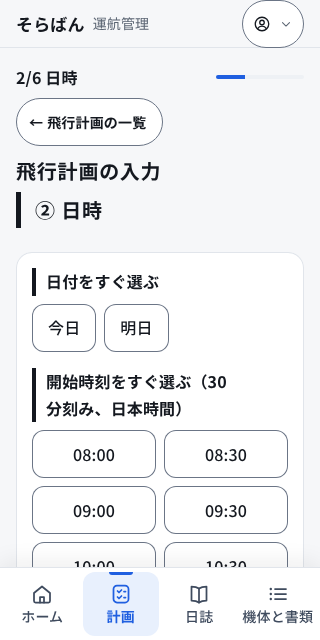 そらばん 運航管理
2/6 日時
← 飛行計画の一覧
飛行計画の入力
② 日時
日付をすぐ選ぶ
今日 明日
開始時刻をすぐ選ぶ（30
分刻み、日本時間）
08:00 08:30
09:00 09:30
10:00 10:30
ホーム 計画 日誌 機体と書類